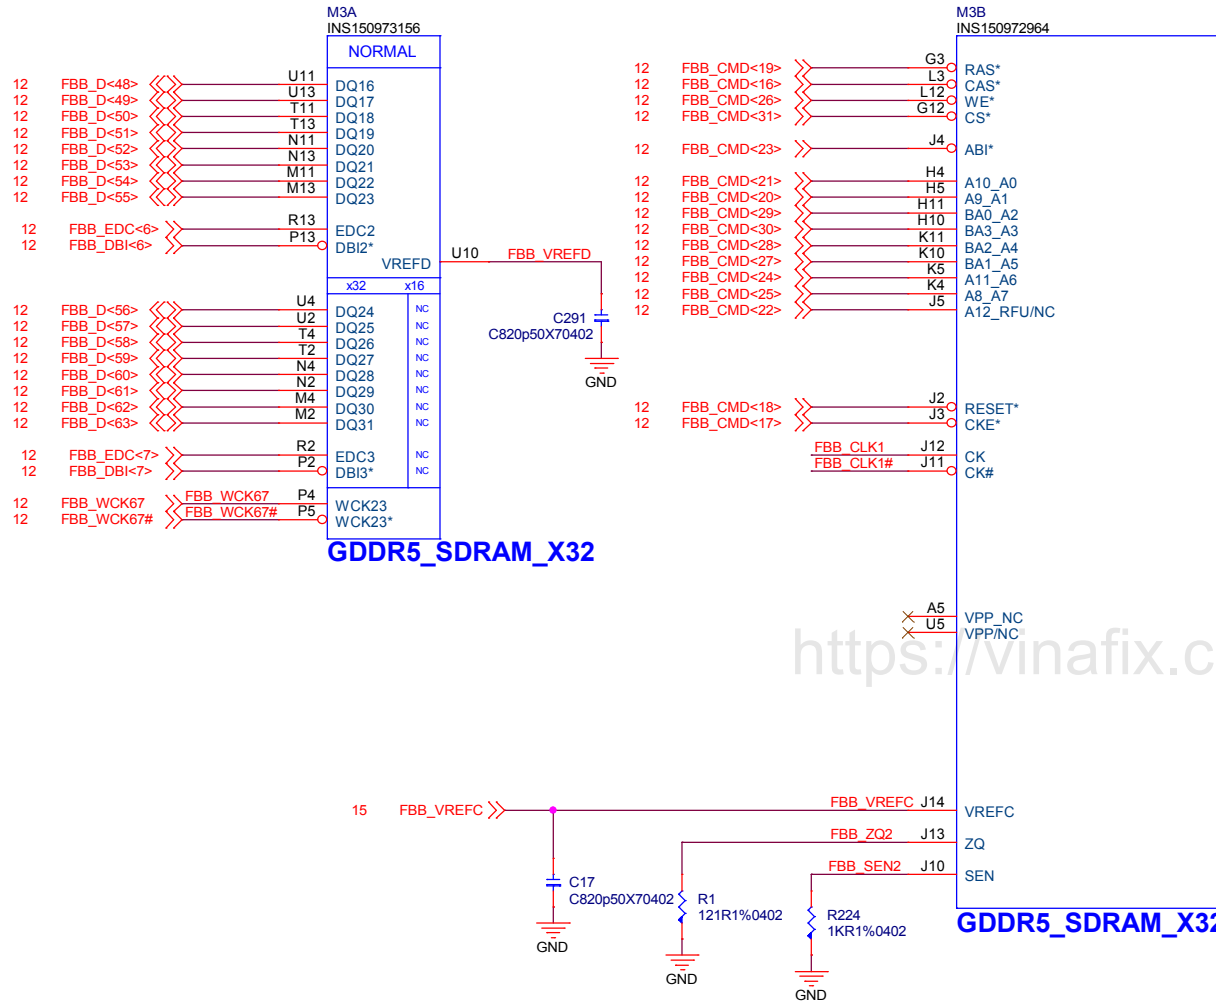 M3A
INS150973156
NORMAL
12 FBB_D<48> U11 DQ16
12 FBB_D<49> U13 DQ17
12 FBB_D<50> T11 DQ18
12 FBB_D<51> T13 DQ19
12 FBB_D<52> N11 DQ20
12 FBB_D<53> N13 DQ21
12 FBB_D<54> M11 DQ22
12 FBB_D<55> M13 DQ23
12 FBB_EDC<6> R13 EDC2
12 FBB_DBI<6> P13 DBI2*
VREFD U10 FBB_VREFD
x32 x16
12 FBB_D<56> U4 DQ24 NC
12 FBB_D<57> U2 DQ25 NC
12 FBB_D<58> T4 DQ26 NC
12 FBB_D<59> T2 DQ27 NC
12 FBB_D<60> N4 DQ28 NC
12 FBB_D<61> N2 DQ29 NC
12 FBB_D<62> M4 DQ30 NC
12 FBB_D<63> M2 DQ31 NC
12 FBB_EDC<7> R2 EDC3 NC
12 FBB_DBI<7> P2 DBI3* NC
12 FBB_WCK67 FBB_WCK67 P4 WCK23
12 FBB_WCK67# FBB_WCK67# P5 WCK23*
GDDR5_SDRAM_X32
C291
C820p50X70402
GND
M3B
INS150972964
12 FBB_CMD<19> G3 RAS*
12 FBB_CMD<16> L3 CAS*
12 FBB_CMD<26> L12 WE*
12 FBB_CMD<31> G12 CS*
12 FBB_CMD<23> J4 ABI*
12 FBB_CMD<21> H4 A10_A0
12 FBB_CMD<20> H5 A9_A1
12 FBB_CMD<29> H11 BA0_A2
12 FBB_CMD<30> H10 BA3_A3
12 FBB_CMD<28> K11 BA2_A4
12 FBB_CMD<27> K10 BA1_A5
12 FBB_CMD<24> K5 A11_A6
12 FBB_CMD<25> K4 A8_A7
12 FBB_CMD<22> J5 A12_RFU/NC
12 FBB_CMD<18> J2 RESET*
12 FBB_CMD<17> J3 CKE*
FBB_CLK1 J12 CK
FBB_CLK1# J11 CK#
A5 VPP_NC
U5 VPP/NC
https://vinafix.c
15 FBB_VREFC FBB_VREFC J14 VREFC
FBB_ZQ2 J13 ZQ
FBB_SEN2 J10 SEN
C17
C820p50X70402
GND
R1
121R1%0402
GND
R224
1KR1%0402
GND
GDDR5_SDRAM_X32